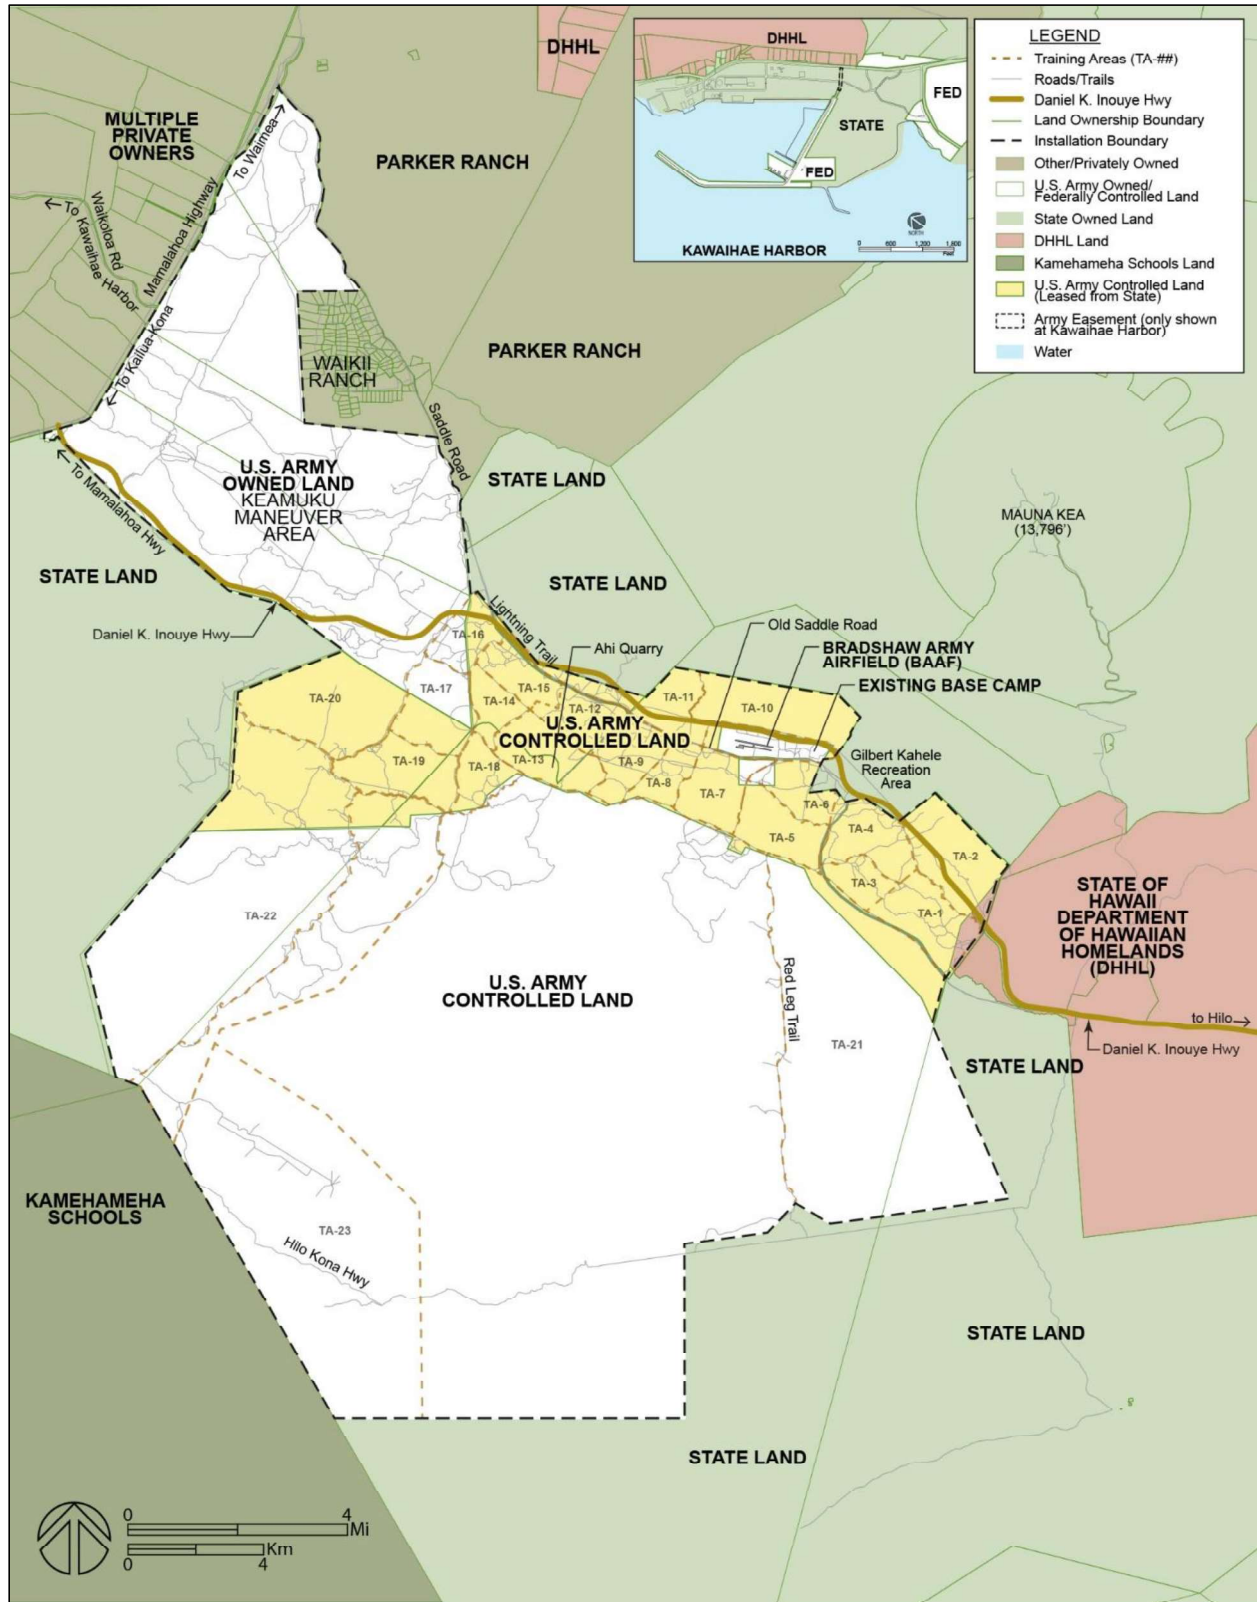 DHHL
MULTIPLE
PRIVATE
OWNERS
To Waimea
PARKER RANCH
To Kawaihae Harbor
Waikoloa Rd
Mamalahoa Highway
To Kailua-Kona
WAIKII
RANCH
PARKER RANCH
Saddle Road
DHHL
FED
STATE
FED
NORTH
0 600 1,200 1,800
Feet
KAWAIHAE HARBOR
LEGEND
Training Areas (TA-##)
Roads/Trails
Daniel K. Inouye Hwy
Land Ownership Boundary
Installation Boundary
Other/Privately Owned
U.S. Army Owned/
Federally Controlled Land
State Owned Land
DHHL Land
Kamehameha Schools Land
U.S. Army Controlled Land
(Leased from State)
Army Easement (only shown
at Kawaihae Harbor)
Water
U.S. ARMY
OWNED LAND
KEAMUKU
MANEUVER
AREA
To Mamalahoa Hwy
STATE LAND
MAUNA KEA
(13,796')
STATE LAND
STATE LAND
Daniel K. Inouye Hwy
Lightning Trail
Ahi Quarry
Old Saddle Road
BRADSHAW ARMY
AIRFIELD (BAAF)
EXISTING BASE CAMP
TA-16
TA-17
TA-20
TA-15
TA-14
TA-12
TA-11
TA-10
U.S. ARMY
CONTROLLED LAND
Gilbert Kahele
Recreation
Area
TA-19
TA-18
TA-13
TA-9
TA-8
TA-7
TA-6
TA-5
TA-4
TA-2
TA-3
TA-1
STATE OF
HAWAII
DEPARTMENT
OF HAWAIIAN
HOMELANDS
(DHHL)
TA-22
U.S. ARMY
CONTROLLED LAND
Red Leg Trail
to Hilo
TA-21
Daniel K. Inouye Hwy
STATE LAND
KAMEHAMEHA
SCHOOLS
TA-23
Hilo Kona Hwy
STATE LAND
STATE LAND
0 4
Mi
Km
0 4